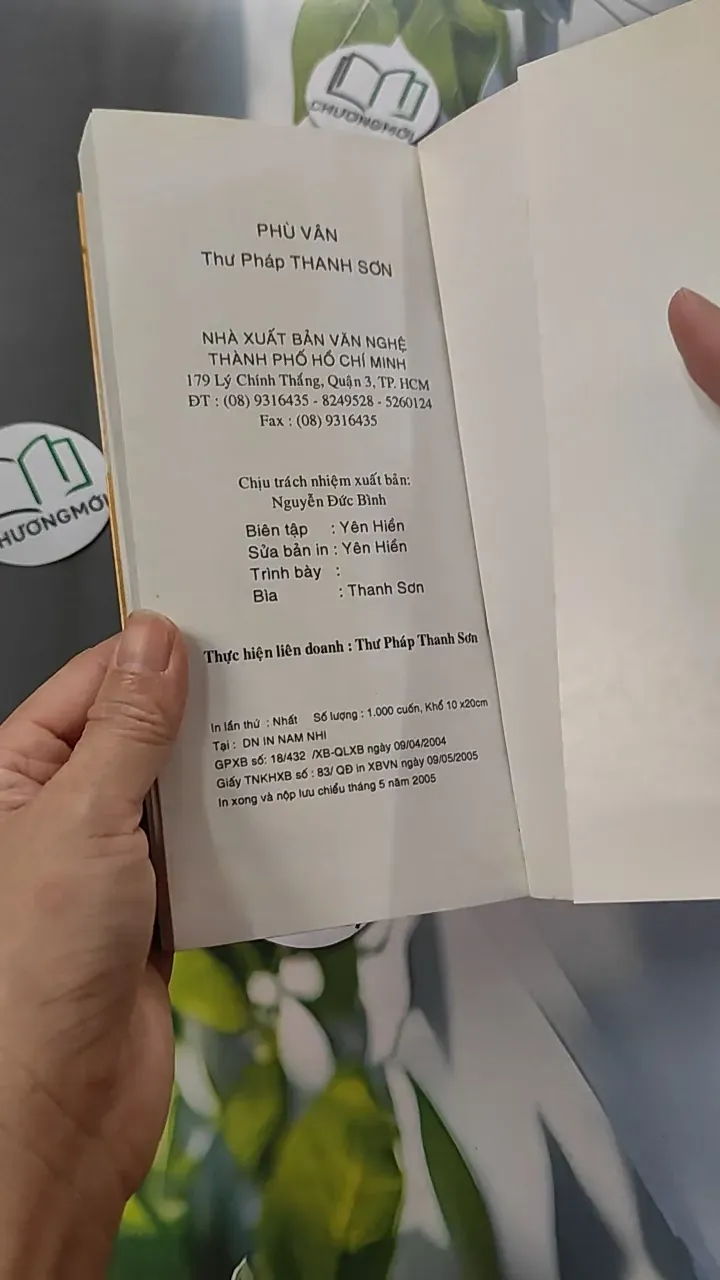 CHƯƠNGMỚI
PHÙ VÂN
Thư Pháp THANH SƠN
NHÀ XUẤT BẢN VĂN NGHỆ
THÀNH PHỐ HỒ CHÍ MINH
179 Lý Chính Thắng, Quận 3, TP. HCM
ĐT : (08) 9316435 - 8249528 - 5260124
Fax : (08) 9316435
HƯƠNGMỚI
Chịu trách nhiệm xuất bản:
Nguyễn Đức Bình
Biên tập : Yên Hiền
Sửa bản in : Yên Hiền
Trình bày :
Bìa : Thanh Sơn
Thực hiện liên doanh : Thư Pháp Thanh Sơn
In lần thứ : Nhất Số lượng : 1.000 cuốn, Khổ 10 x20cm
Tại : DN IN NAM NHI
GPXB số: 18/432 /XB-QLXB ngày 09/04/2004
Giấy TNKHXB số : 83/ QĐ in XBVN ngày 09/05/2005
In xong và nộp lưu chiểu tháng 5 năm 2005